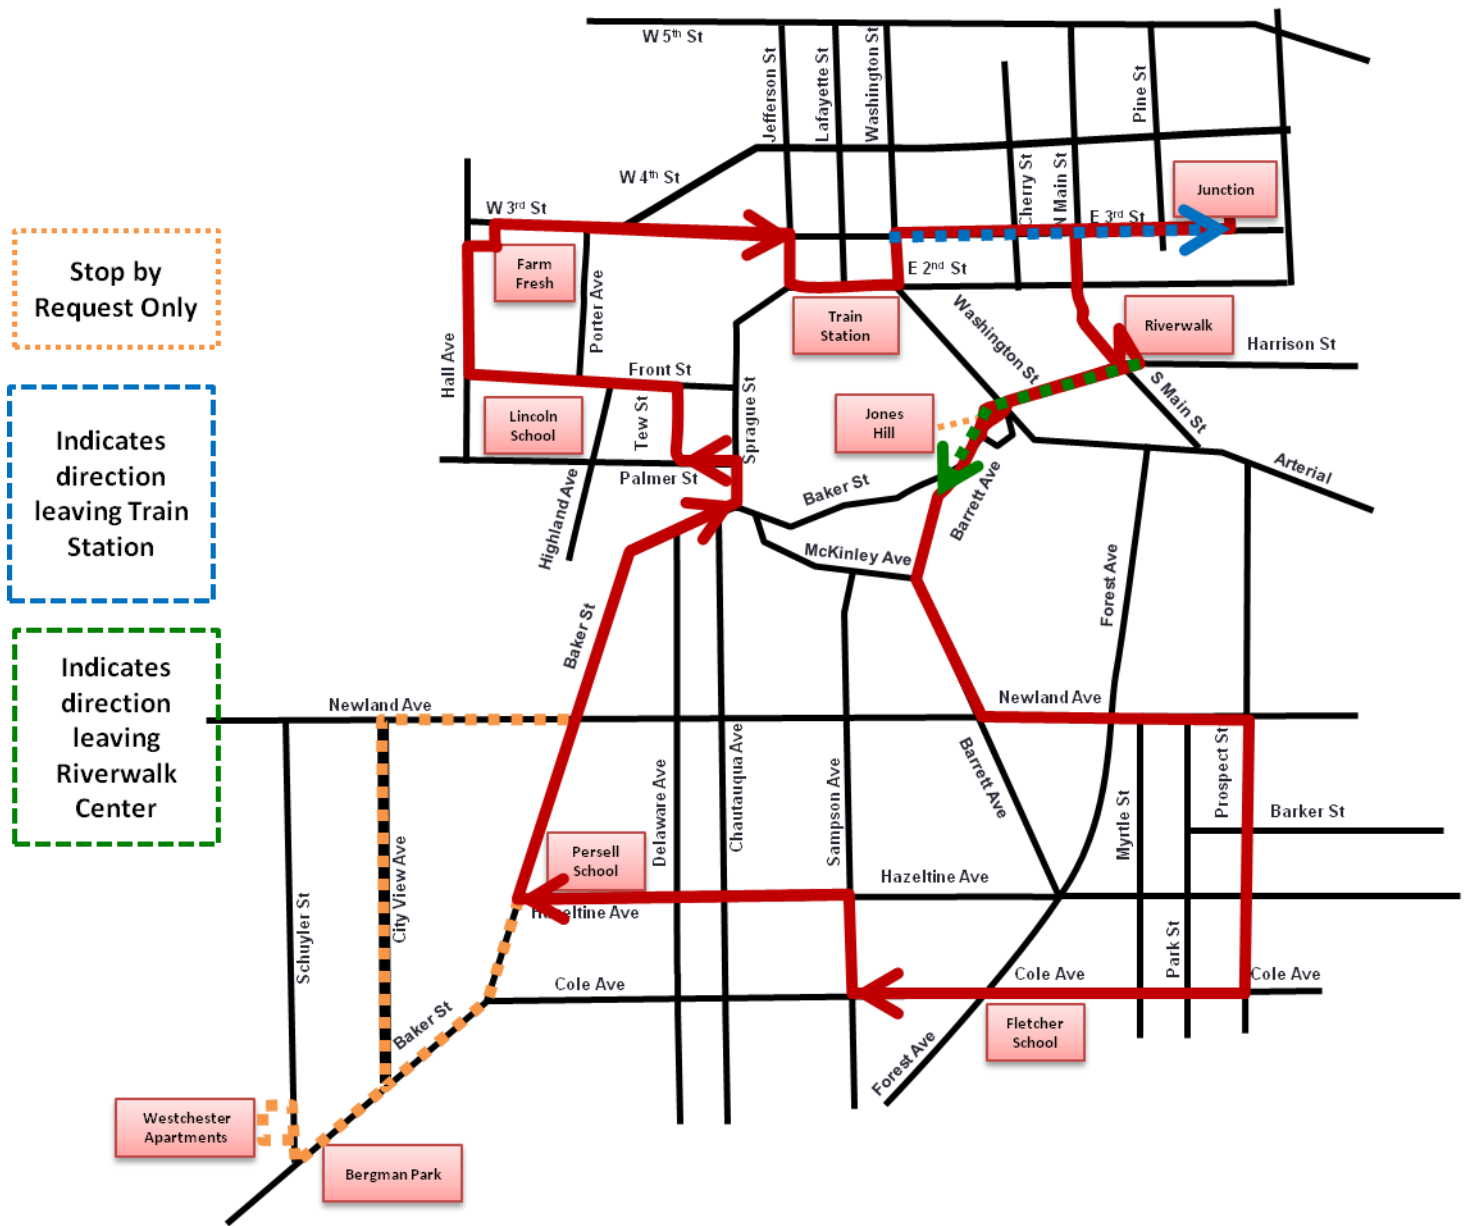 W 5th St
Jefferson St
Lafayette St
Washington St
Pine St
W 4th St
Cherry St
N Main St
Junction
W 3rd St
E 3rd St
Stop by
Request Only
Farm
Fresh
Porter Ave
E 2nd St
Train
Station
Washington St
Riverwalk
Harrison St
Hall Ave
Front St
S Main St
Indicates
direction
leaving Train
Station
Lincoln
School
Tew St
Sprague St
Jones
Hill
Palmer St
Highland Ave
Baker St
Barrett Ave
Arterial
McKinley Ave
Forest Ave
Baker St
Indicates
direction
leaving
Riverwalk
Center
Newland Ave
Newland Ave
Delaware Ave
Chautauqua Ave
Sampson Ave
Barrett Ave
Myrtle St
Prospect St
Barker St
Persell
School
City View Ave
Hazeltine Ave
Hazeltine Ave
Schuyler St
Park St
Cole Ave
Cole Ave
Cole Ave
Baker St
Fletcher
School
Forest Ave
Westchester
Apartments
Bergman Park